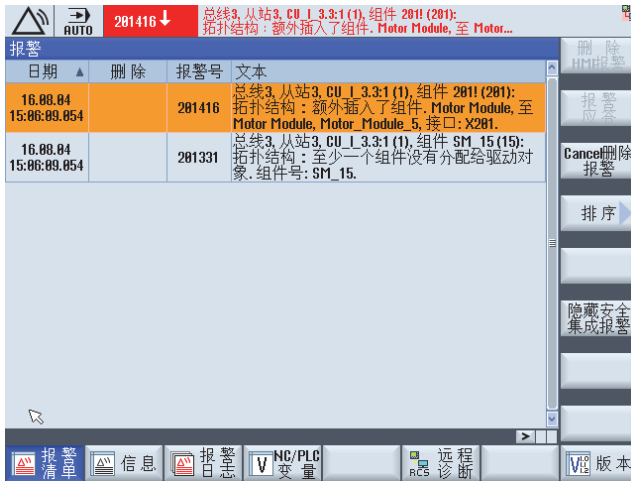 AUTO
201416↓
总线3, 从站3, CU_I_3.3:1 (1), 组件 201! (201):
拓扑结构：额外插入了组件. Motor Module, 至 Motor...
报警
日期 ▲ 删除 报警号 文本
16.08.04
15:06:09.054
201416
总线3, 从站3, CU_I_3.3:1 (1), 组件 201! (201):
拓扑结构：额外插入了组件. Motor Module, 至
Motor Module, Motor_Module_5, 接口: X201.
16.08.04
15:06:09.054
201331
总线3, 从站3, CU_I_3.3:1 (1), 组件 SM_15 (15):
拓扑结构：至少一个组件没有分配给驱动对
象. 组件号: SM_15.
删 除
HMI报警
报 警
应 答
Cancel删除
报警
排 序
隐藏安全
集成报警
>
报 警
清 单
信 息
报 警
日 志
V
NC/PLC
变 量
RCS
远 程
诊 断
版 本